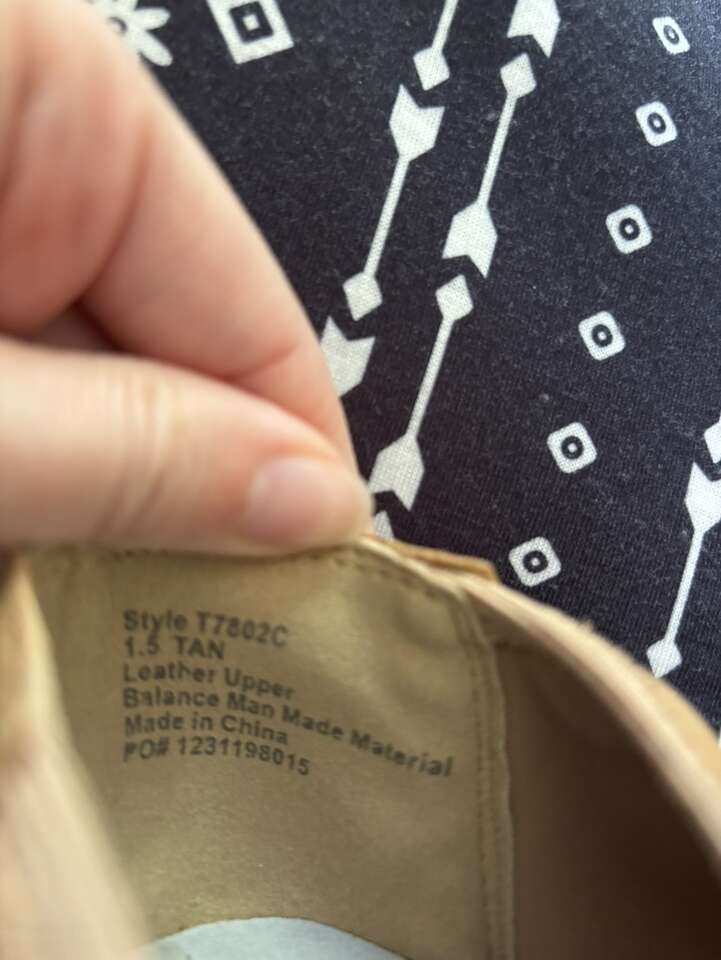 Style T7802C
1.5 TAN
Leather Upper
Balance Man Made Material
Made in China
PO# 1231198015